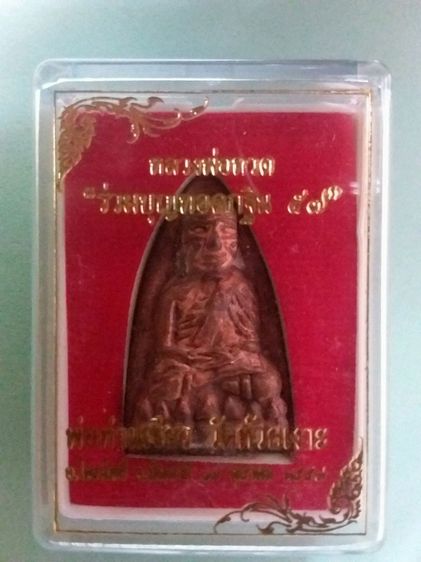 หลวงพ่อทวด
"ร่วมบุญทอดกฐิน ๕๗"
พ่อท่านเขียว วัดห้วยเงาะ